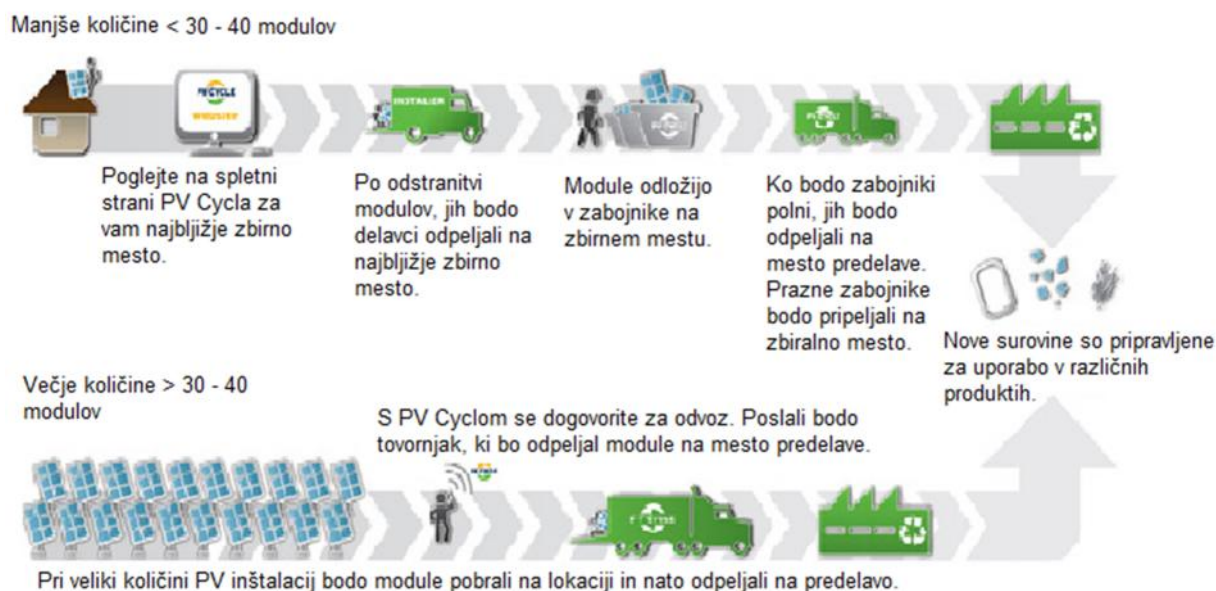 Manjše količine < 30 - 40 modulov
INSTALLER
Poglejte na spletni
strani PV Cycla za
vam najbližje zbirno
mesto.
Po odstranitvi
modulov, jih bodo
delavci odpeljali na
najbližje zbirno
mesto.
Module odložijo
v zabojnike na
zbirnem mestu.
Ko bodo zabojniki
polni, jih bodo
odpeljali na
mesto predelave.
Prazne zabojnike
bodo pripeljali na
zbiralno mesto.
Nove surovine so pripravljene
za uporabo v različnih
produktih.
Večje količine > 30 - 40
modulov
S PV Cyclom se dogovorite za odvoz. Poslali bodo
tovornjak, ki bo odpeljal module na mesto predelave.
Pri veliki količini PV inštalacij bodo module pobrali na lokaciji in nato odpeljali na predelavo.